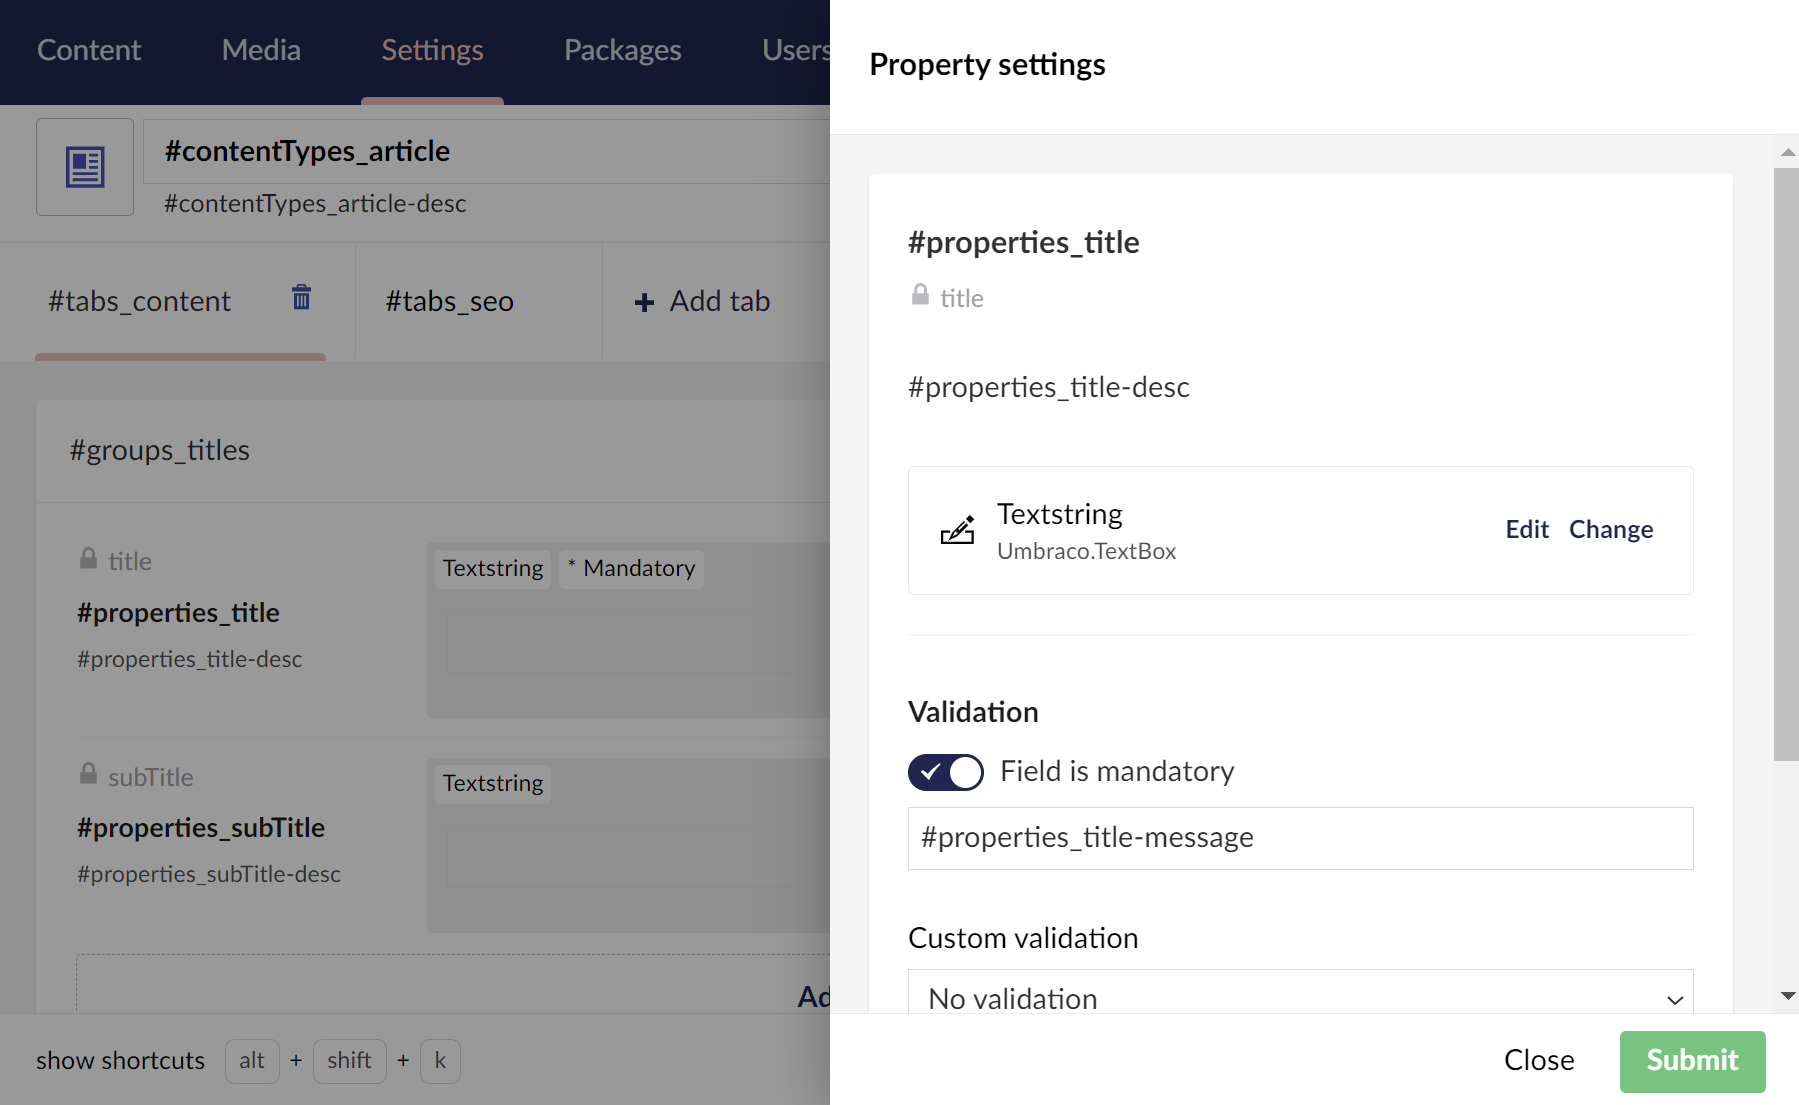 Content Media Settings Packages Users
#contentTypes_article
#contentTypes_article-desc
#tabs_content #tabs_seo + Add tab
#groups_titles
title
#properties_title
#properties_title-desc
Textstring * Mandatory
subTitle
#properties_subTitle
#properties_subTitle-desc
Textstring
Ad
show shortcuts alt + shift + k
Property settings
#properties_title
title
#properties_title-desc
Textstring
Umbraco.TextBox
Edit Change
Validation
Field is mandatory
#properties_title-message
Custom validation
No validation
Close Submit